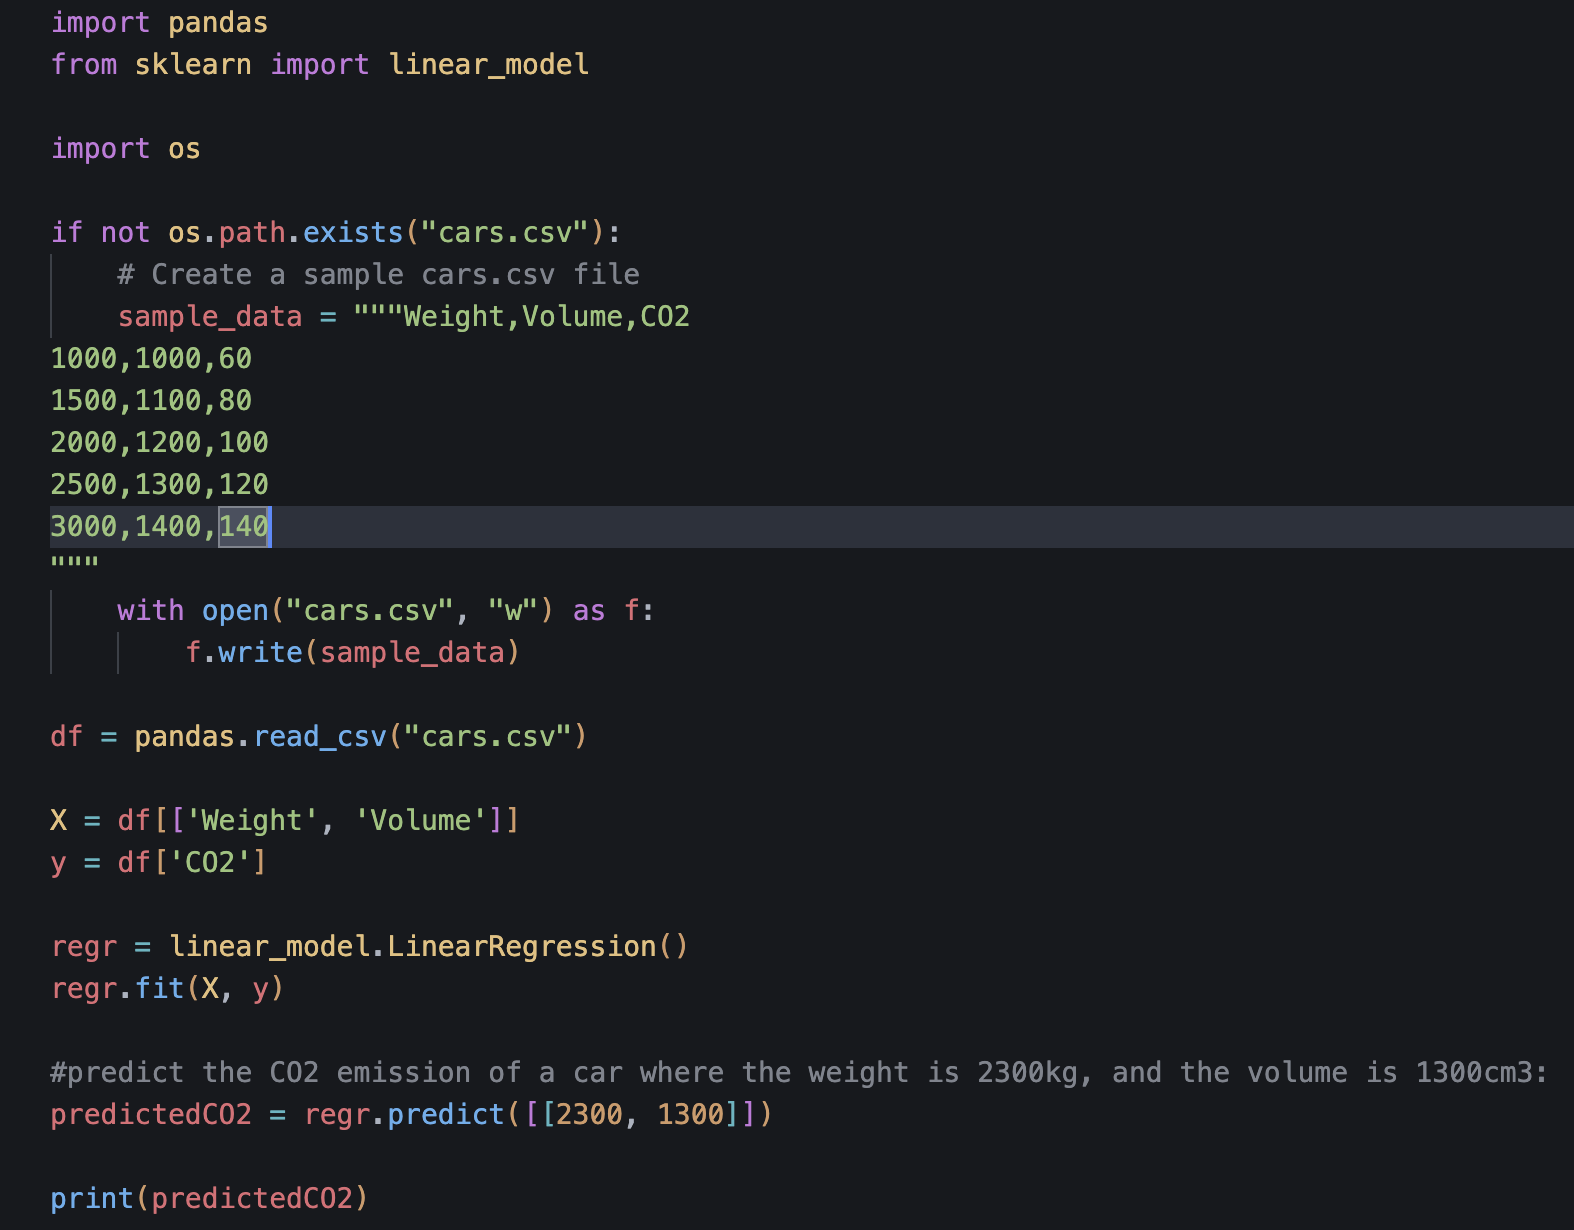 import pandas
from sklearn import linear_model
import os
if not os.path.exists("cars.csv"):
    # Create a sample cars.csv file
    sample_data = """Weight,Volume,CO2
1000,1000,60
1500,1100,80
2000,1200,100
2500,1300,120
3000,1400,140
"""
    with open("cars.csv", "w") as f:
        f.write(sample_data)
df = pandas.read_csv("cars.csv")
X = df[['Weight', 'Volume']]
y = df['CO2']
regr = linear_model.LinearRegression()
regr.fit(X, y)
#predict the CO2 emission of a car where the weight is 2300kg, and the volume is 1300cm3:
predictedCO2 = regr.predict([[2300, 1300]])
print(predictedCO2)